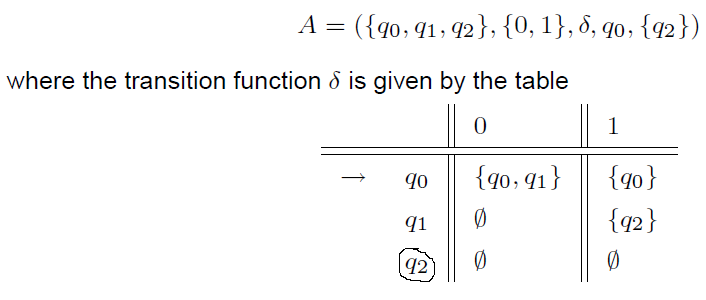 A = ({q0, q1, q2}, {0, 1}, δ, q0, {q2})
where the transition function δ is given by the table
0 1
→ q0 {q0, q1} {q0}
q1 ∅ {q2}
q2 ∅ ∅